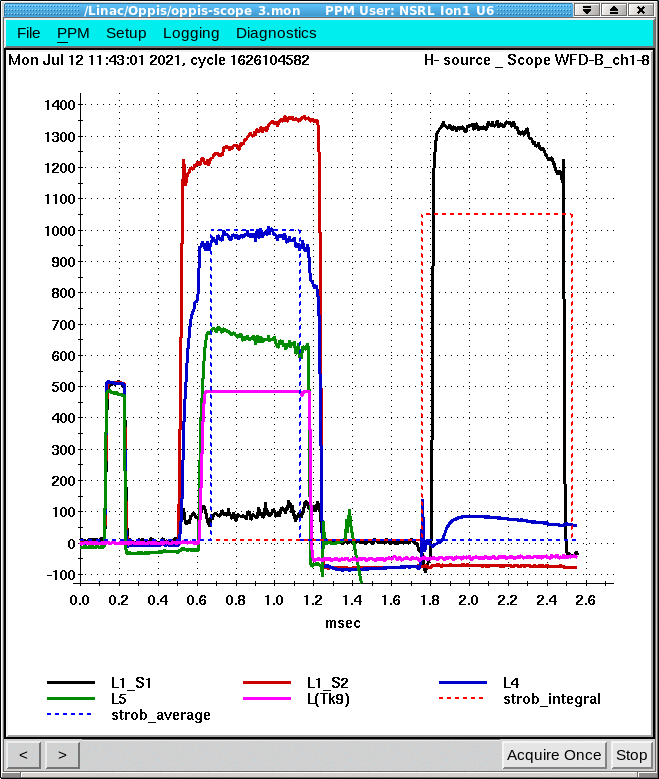 /Linac/Oppis/oppis-scope 3.mon PPM User: NSRL Ion1 U6
File PPM Setup Logging Diagnostics
Mon Jul 12 11:43:01 2021, cycle 1626104582 H- source _ Scope WFD-B_ch1-8
1400
1300
1200
1100
1000
900
800
700
600
500
400
300
200
100
0
-100
0.0 0.2 0.4 0.6 0.8 1.0 1.2 1.4 1.6 1.8 2.0 2.2 2.4 2.6
msec
L1_S1 L1_S2 L4
L5 L(Tk9) strob_integral
strob_average
< > Acquire Once Stop